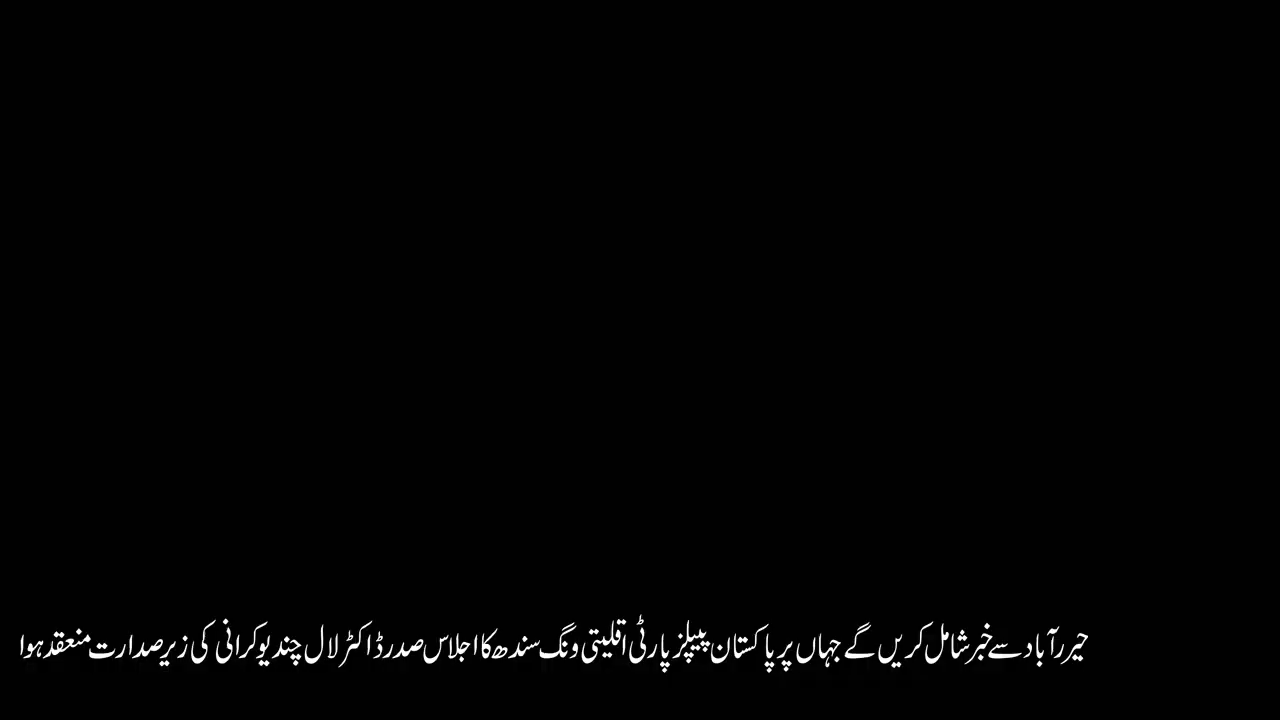 حیررآباد سے خبر شامل کریں گے جہاں پر پاکستان پیپلز پارٹی اقلیتی ونگ سندھ کا اجلاس صدر ڈاکٹر لال چند یوکرانی کی زیر صدارت منعقد ہوا